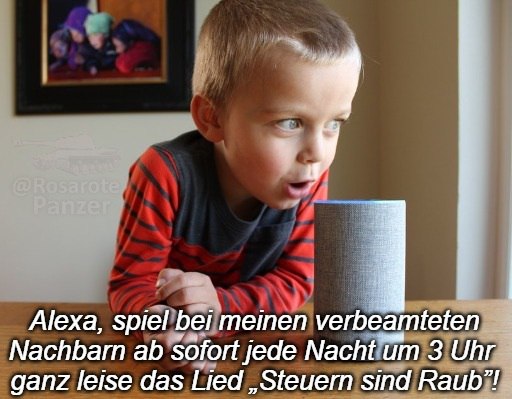 @Rosarote
Panzer
Alexa, spiel bei meinen verbeamteten
Nachbarn ab sofort jede Nacht um 3 Uhr
ganz leise das Lied „Steuern sind Raub”!